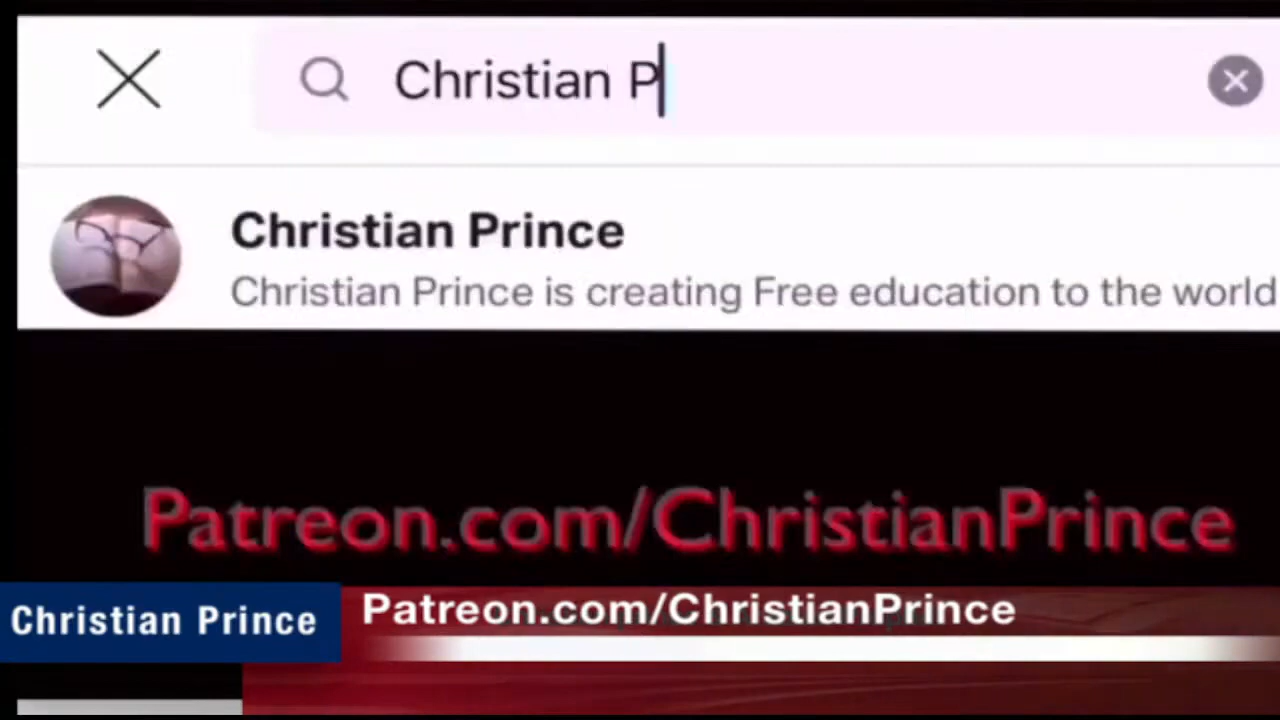 Christian P
Christian Prince
Christian Prince is creating Free education to the world
Patreon.com/ChristianPrince
Christian Prince
Patreon.com/ChristianPrince